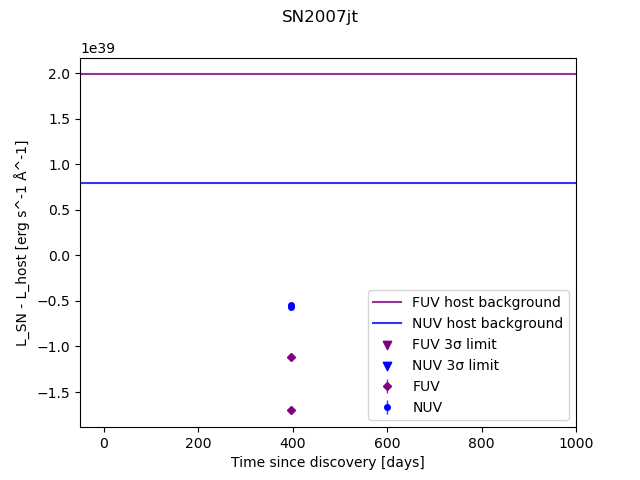 SN2007jt
1e39
2.0
1.5
1.0
0.5
0.0
−0.5
−1.0
−1.5
L_SN - L_host [erg s^-1 Å^-1]
FUV host background
NUV host background
FUV 3σ limit
NUV 3σ limit
FUV
NUV
0 200 400 600 800 1000
Time since discovery [days]